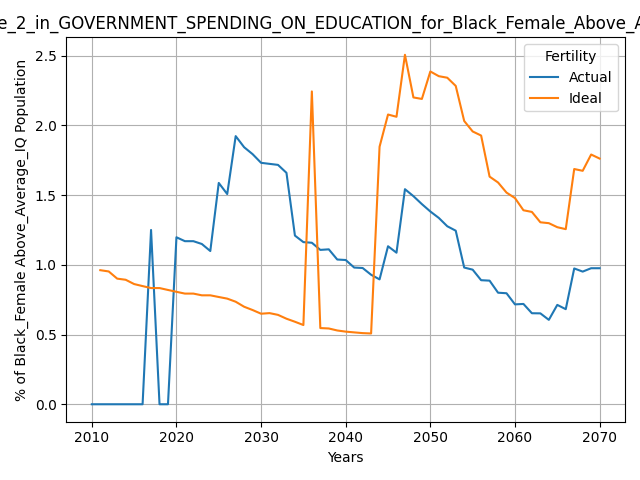 e_2_in_GOVERNMENT_SPENDING_ON_EDUCATION_for_Black_Female_Above_A
Fertility
Actual
Ideal
% of Black_Female Above_Average_IQ Population
2.5
2.0
1.5
1.0
0.5
0.0
2010 2020 2030 2040 2050 2060 2070
Years